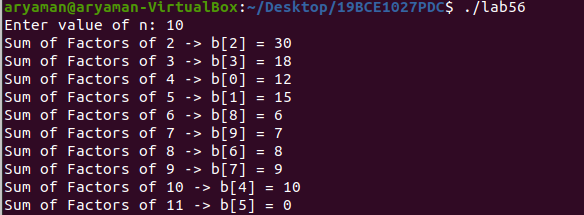 aryaman@aryaman-VirtualBox:~/Desktop/19BCE1027PDC$ ./lab56
Enter value of n: 10
Sum of Factors of 2 -> b[2] = 30
Sum of Factors of 3 -> b[3] = 18
Sum of Factors of 4 -> b[0] = 12
Sum of Factors of 5 -> b[1] = 15
Sum of Factors of 6 -> b[8] = 6
Sum of Factors of 7 -> b[9] = 7
Sum of Factors of 8 -> b[6] = 8
Sum of Factors of 9 -> b[7] = 9
Sum of Factors of 10 -> b[4] = 10
Sum of Factors of 11 -> b[5] = 0